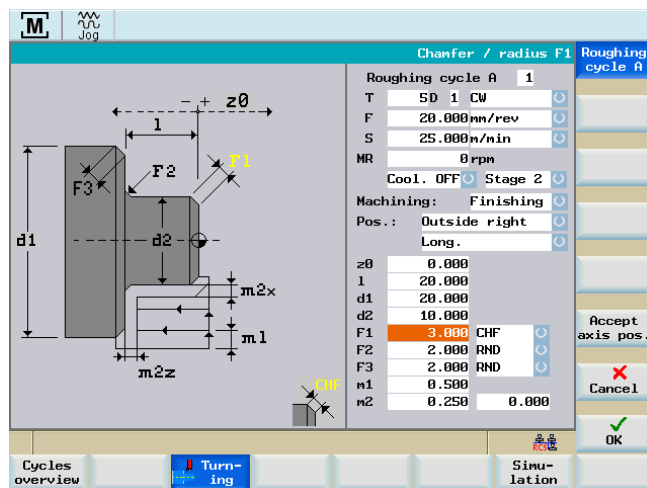 M
Jog
Chamfer / radius F1
Roughing
cycle A
Roughing cycle A 1
T 5 D 1 CW
F 20.000 mm/rev
S 25.000 m/min
MR 0 rpm
Cool. OFF Stage 2
Machining: Finishing
Pos.: Outside right
Long.
z0 0.000
l 20.000
d1 20.000
d2 10.000
F1 3.000 CHF
F2 2.000 RND
F3 2.000 RND
m1 0.500
m2 0.250 0.000
- + z0
l
F1
F2
F3
d1
d2
m2x
m1
m2z
CHF
Accept
axis pos.
Cancel
OK
RCS
Cycles
overview
Turn-
ing
Simu-
lation